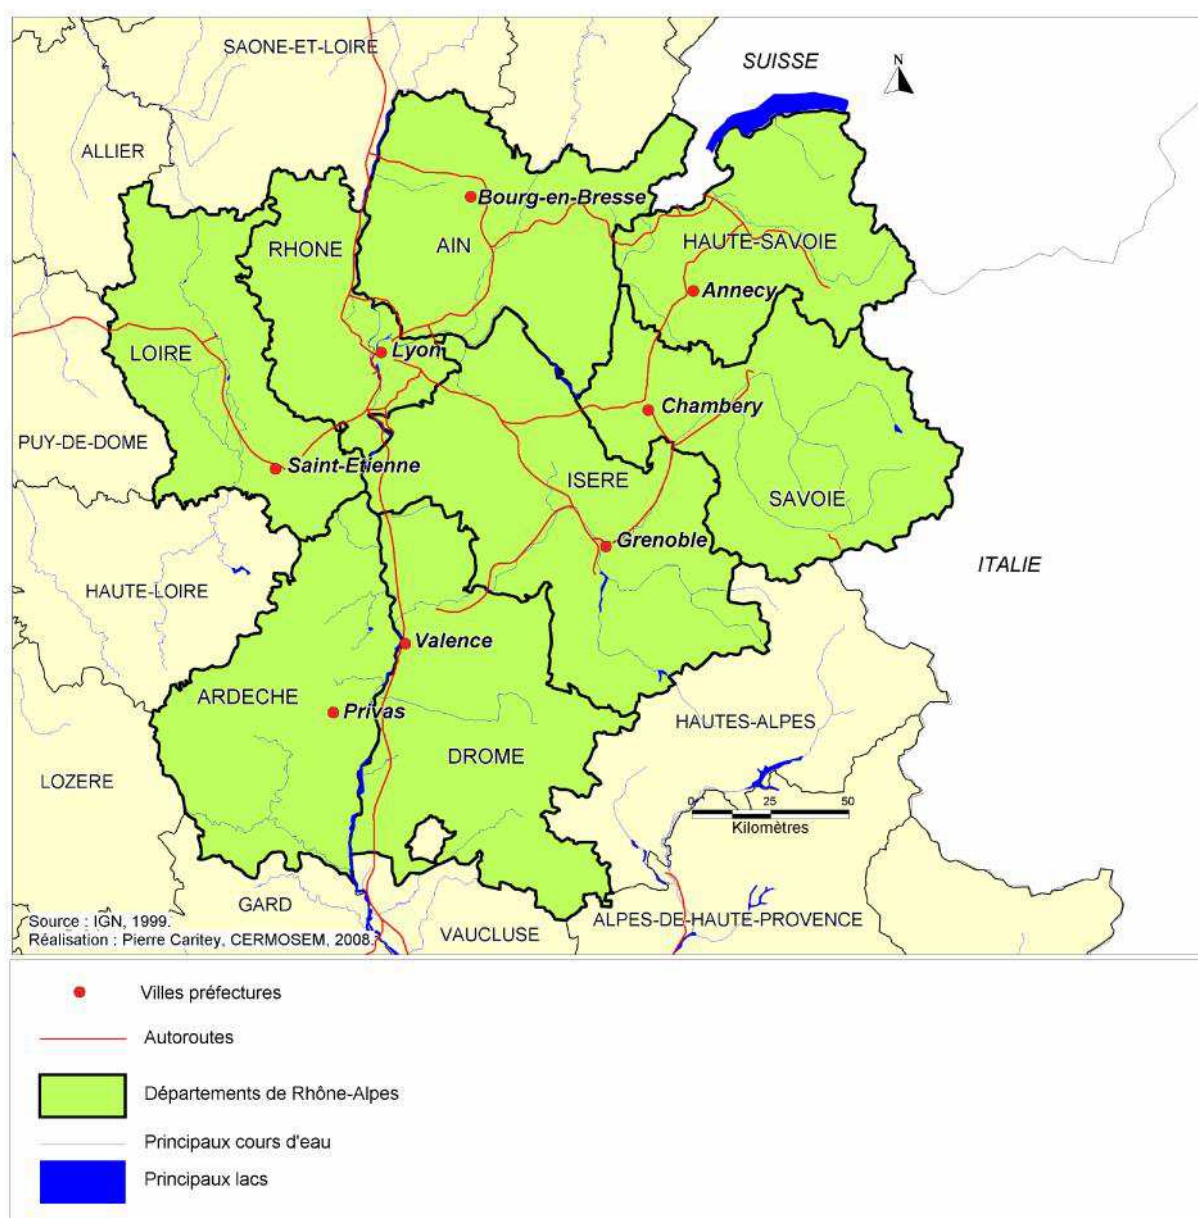 SUISSE
N
SAONE-ET-LOIRE
ALLIER
Bourg-en-Bresse
RHONE
AIN
HAUTE-SAVOIE
Annecy
LOIRE
Lyon
Chambéry
PUY-DE-DOME
Saint-Etienne
ISERE
SAVOIE
Grenoble
ITALIE
HAUTE-LOIRE
Valence
ARDECHE
Privas
HAUTES-ALPES
DROME
LOZERE
0 25 50
Kilomètres
GARD
VAUCLUSE
ALPES-DE-HAUTE-PROVENCE
Source : IGN, 1999.
Réalisation : Pierre Caritey, CERMOSEM, 2008.
Villes préfectures
Autoroutes
Départements de Rhône-Alpes
Principaux cours d'eau
Principaux lacs